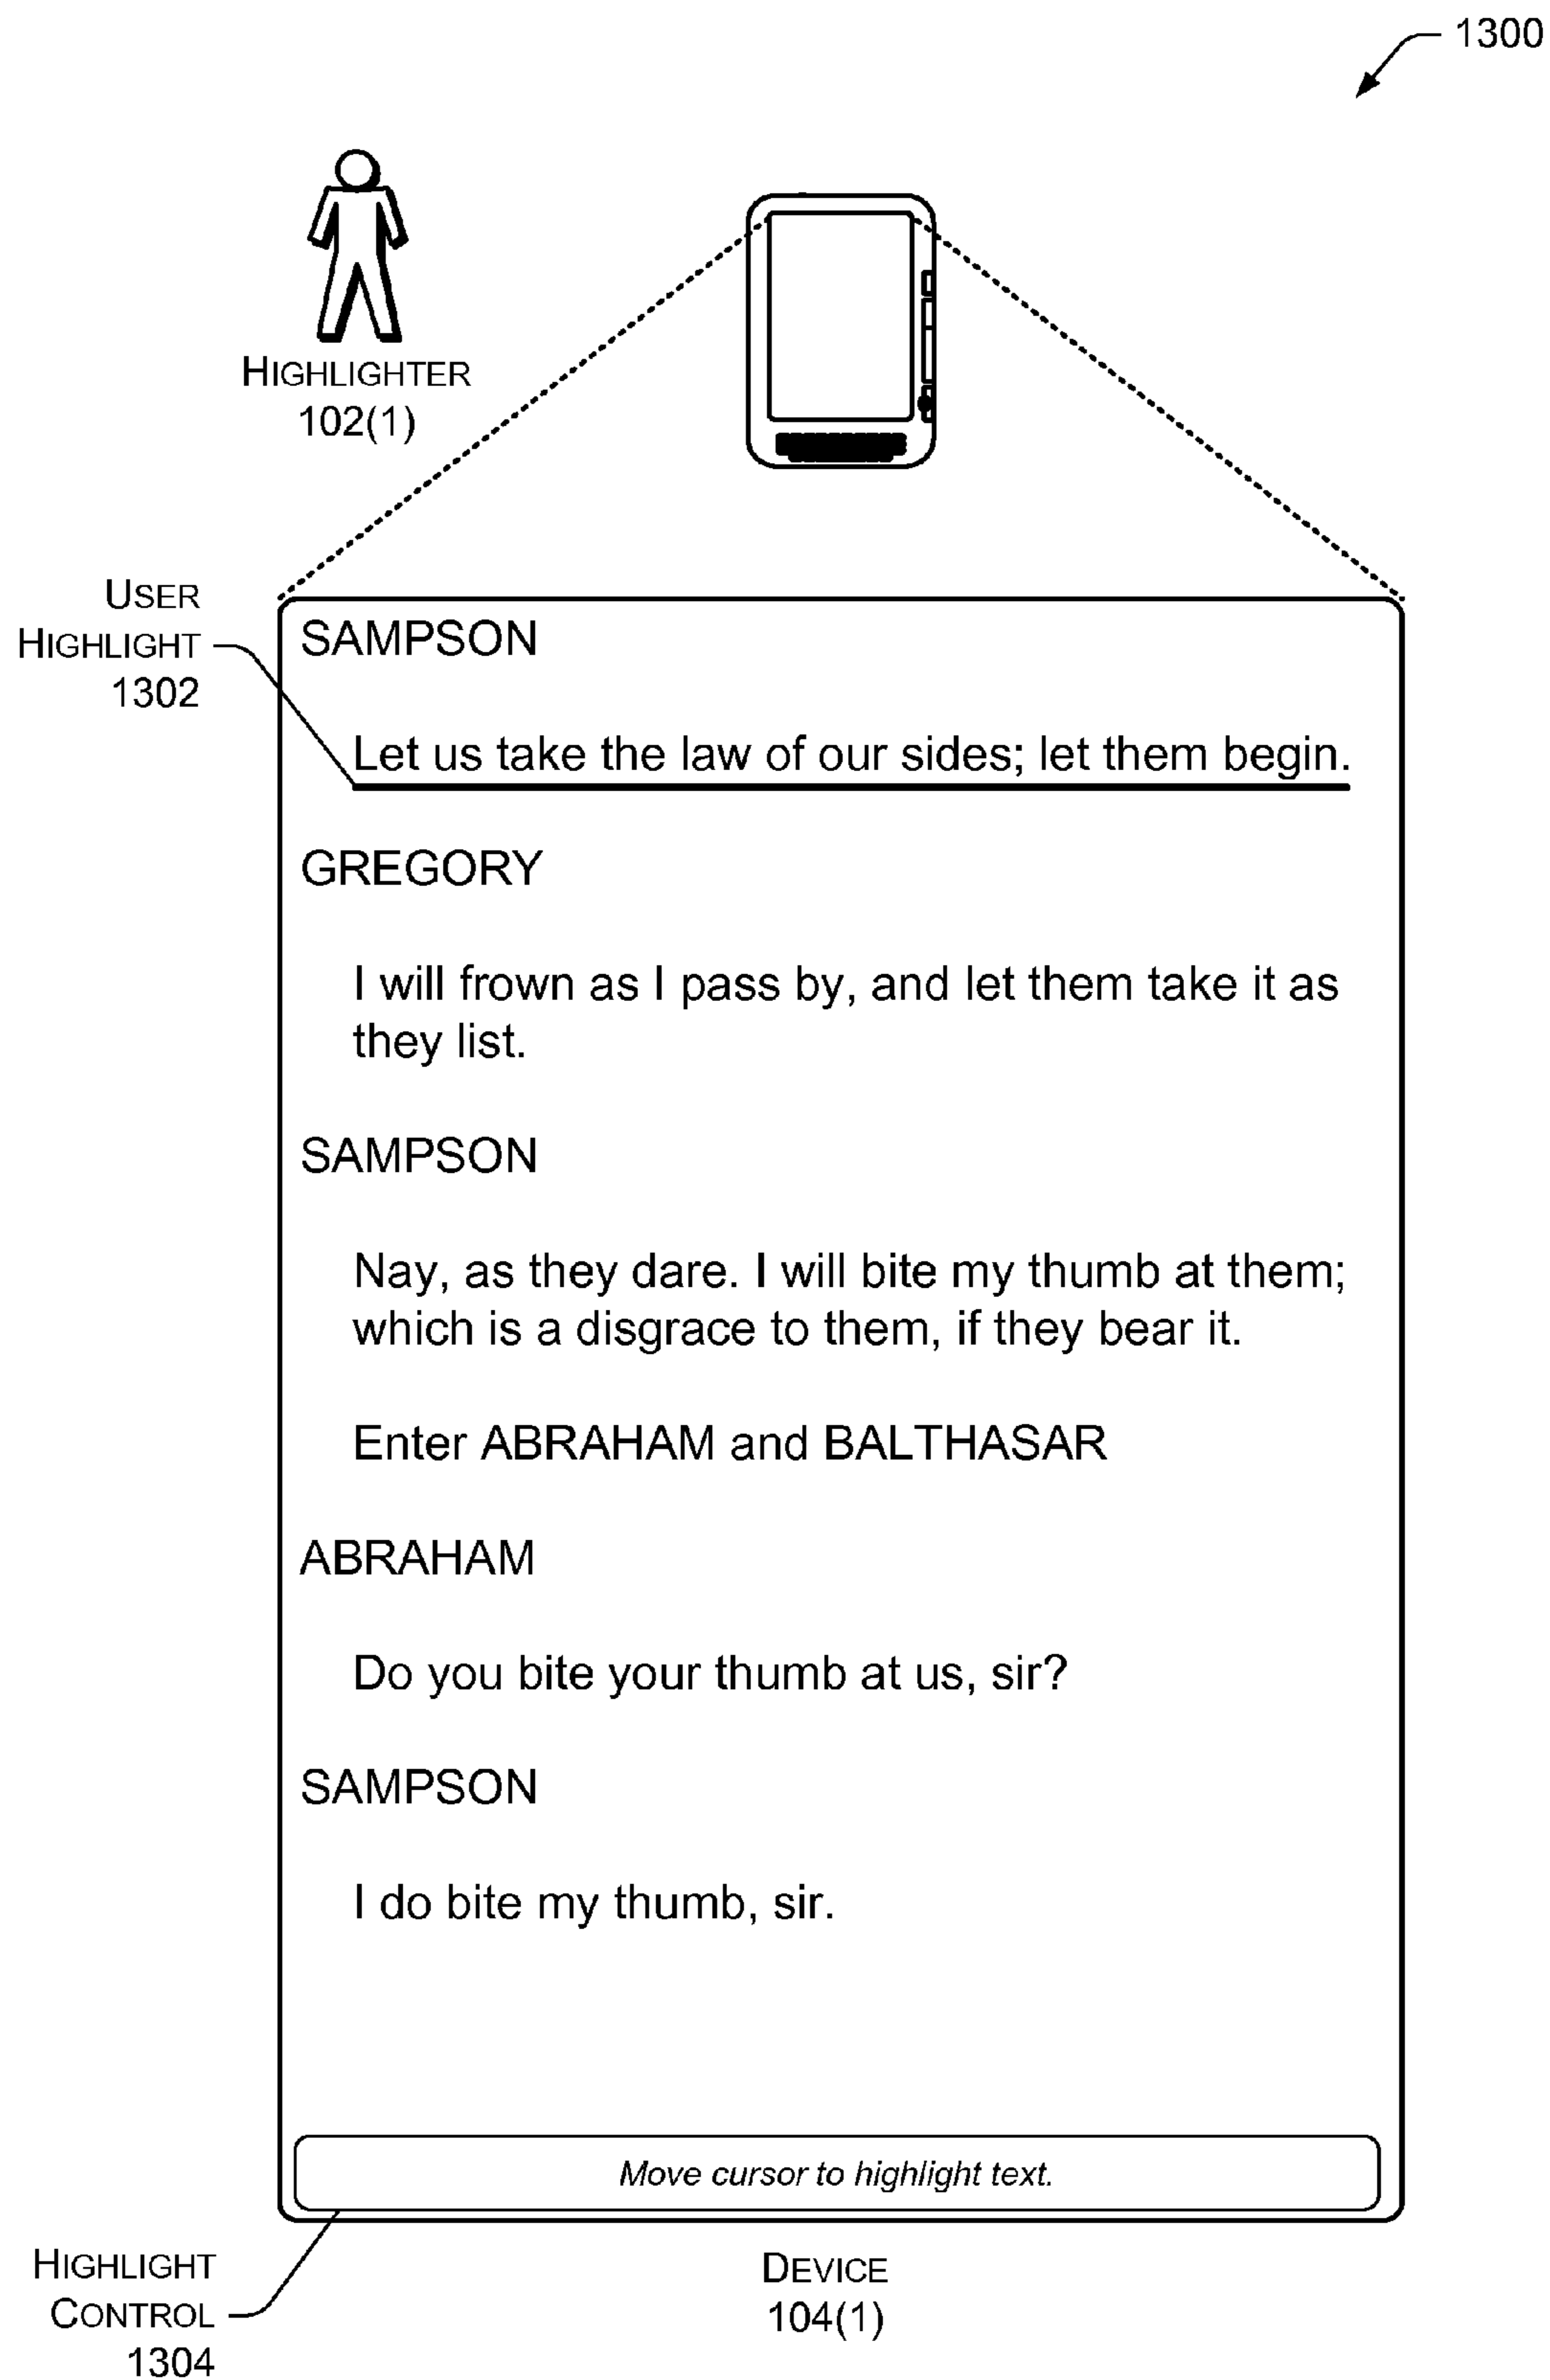 1300
HIGHLIGHTER
102(1)
USER
HIGHLIGHT
1302
SAMPSON
Let us take the law of our sides; let them begin.
GREGORY
I will frown as I pass by, and let them take it as
they list.
SAMPSON
Nay, as they dare. I will bite my thumb at them;
which is a disgrace to them, if they bear it.
Enter ABRAHAM and BALTHASAR
ABRAHAM
Do you bite your thumb at us, sir?
SAMPSON
I do bite my thumb, sir.
Move cursor to highlight text.
HIGHLIGHT
CONTROL
1304
DEVICE
104(1)